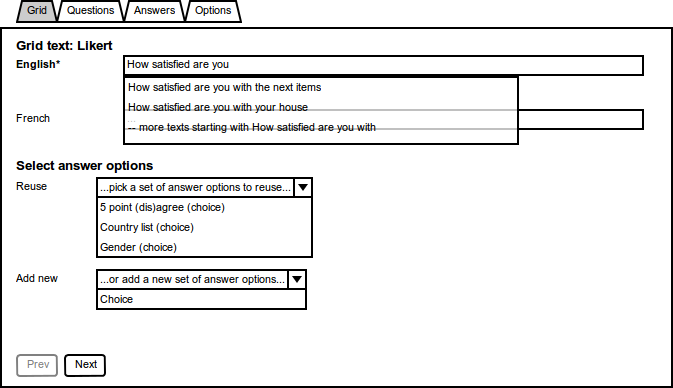 Grid Questions Answers Options
Grid text: Likert
English* How satisfied are you
How satisfied are you with the next items
How satisfied are you with your house
French
...
-- more texts starting with How satisfied are you with
Select answer options
Reuse ...pick a set of answer options to reuse...
5 point (dis)agree (choice)
Country list (choice)
Gender (choice)
Add new ...or add a new set of answer options...
Choice
Prev Next